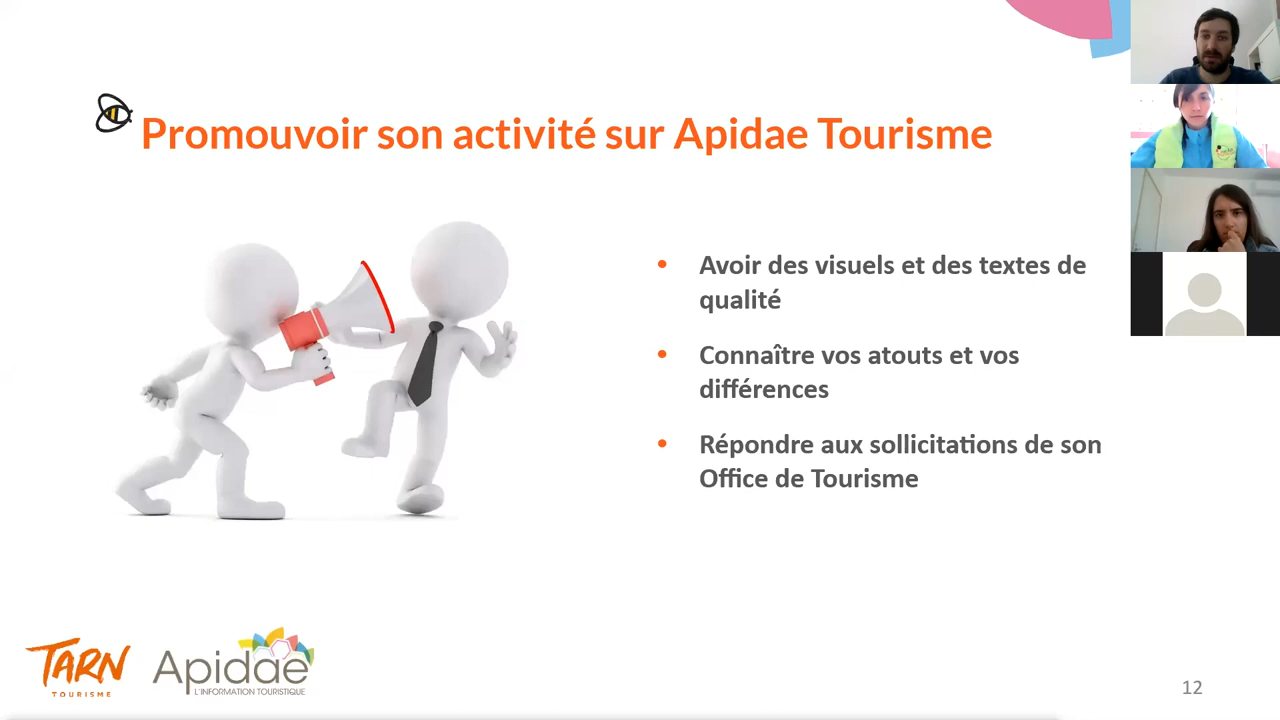 Promouvoir son activité sur Apidae Tourisme
• Avoir des visuels et des textes de
qualité
• Connaître vos atouts et vos
différences
• Répondre aux sollicitations de son
Office de Tourisme
TARN
TOURISME
Apidae
L'INFORMATION TOURISTIQUE
12